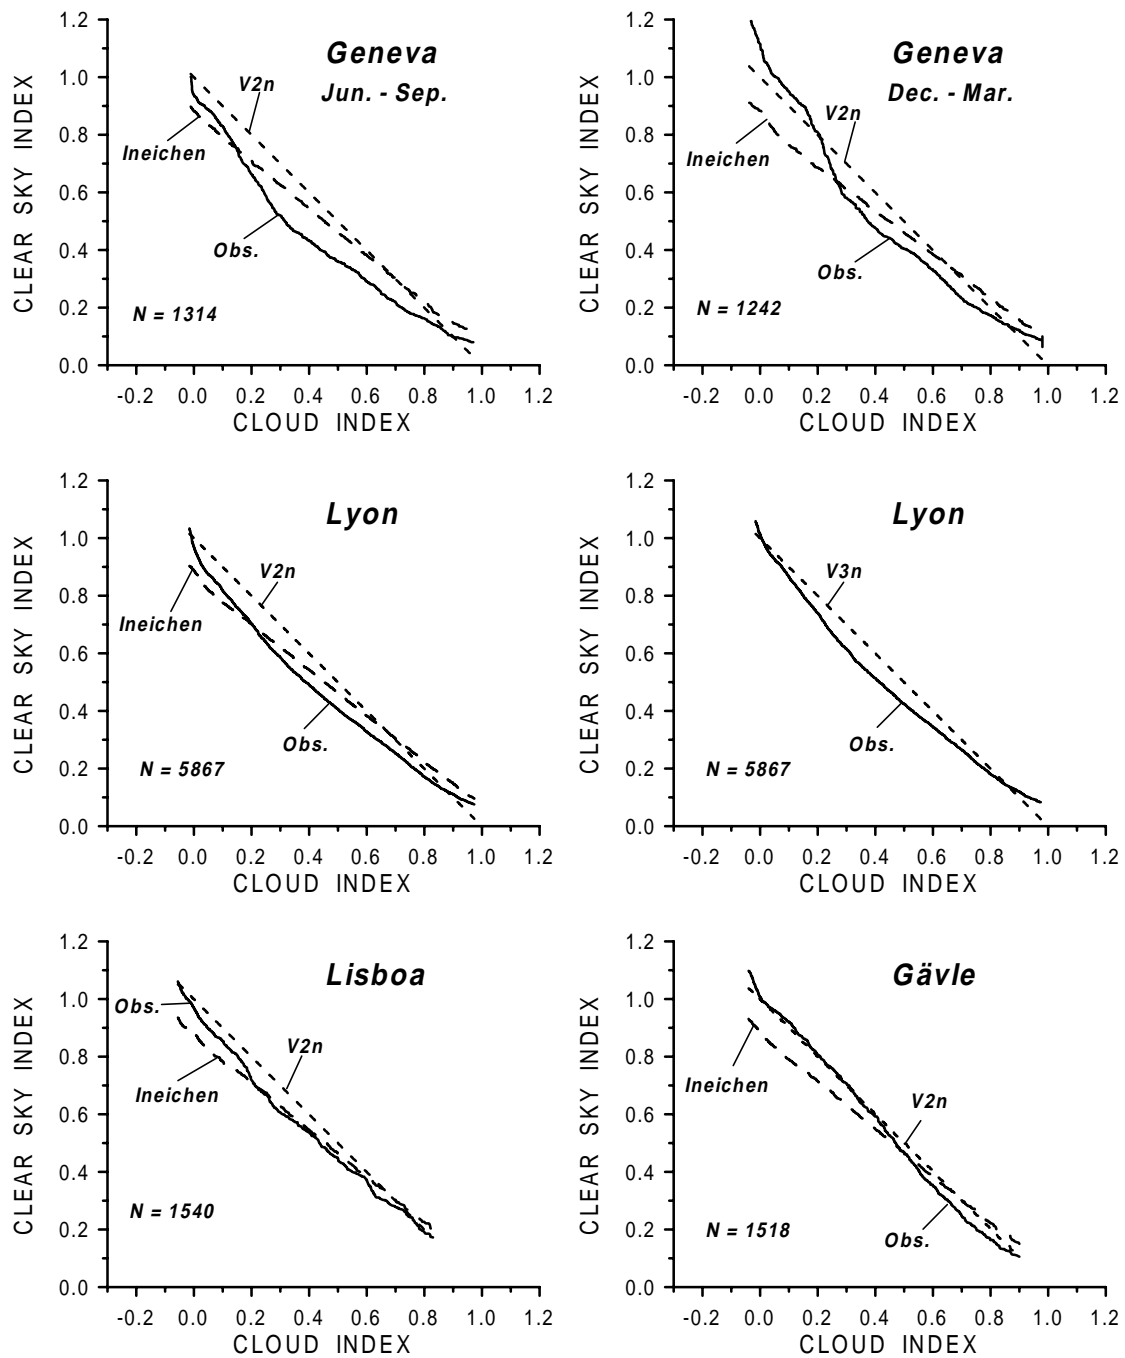 Geneva
Jun. - Sep.
CLEAR SKY INDEX
1.2
1.0
0.8
0.6
0.4
0.2
0.0
V2n
Ineichen
Obs.
N = 1314
-0.2 0.0 0.2 0.4 0.6 0.8 1.0 1.2
CLOUD INDEX
Geneva
Dec. - Mar.
CLEAR SKY INDEX
1.2
1.0
0.8
0.6
0.4
0.2
0.0
V2n
Ineichen
Obs.
N = 1242
-0.2 0.0 0.2 0.4 0.6 0.8 1.0 1.2
CLOUD INDEX
Lyon
CLEAR SKY INDEX
1.2
1.0
0.8
0.6
0.4
0.2
0.0
V2n
Ineichen
Obs.
N = 5867
-0.2 0.0 0.2 0.4 0.6 0.8 1.0 1.2
CLOUD INDEX
Lyon
CLEAR SKY INDEX
1.2
1.0
0.8
0.6
0.4
0.2
0.0
V3n
Obs.
N = 5867
-0.2 0.0 0.2 0.4 0.6 0.8 1.0 1.2
CLOUD INDEX
Lisboa
CLEAR SKY INDEX
1.2
1.0
0.8
0.6
0.4
0.2
0.0
Obs.
V2n
Ineichen
N = 1540
-0.2 0.0 0.2 0.4 0.6 0.8 1.0 1.2
CLOUD INDEX
Gävle
CLEAR SKY INDEX
1.2
1.0
0.8
0.6
0.4
0.2
0.0
Ineichen
V2n
Obs.
N = 1518
-0.2 0.0 0.2 0.4 0.6 0.8 1.0 1.2
CLOUD INDEX